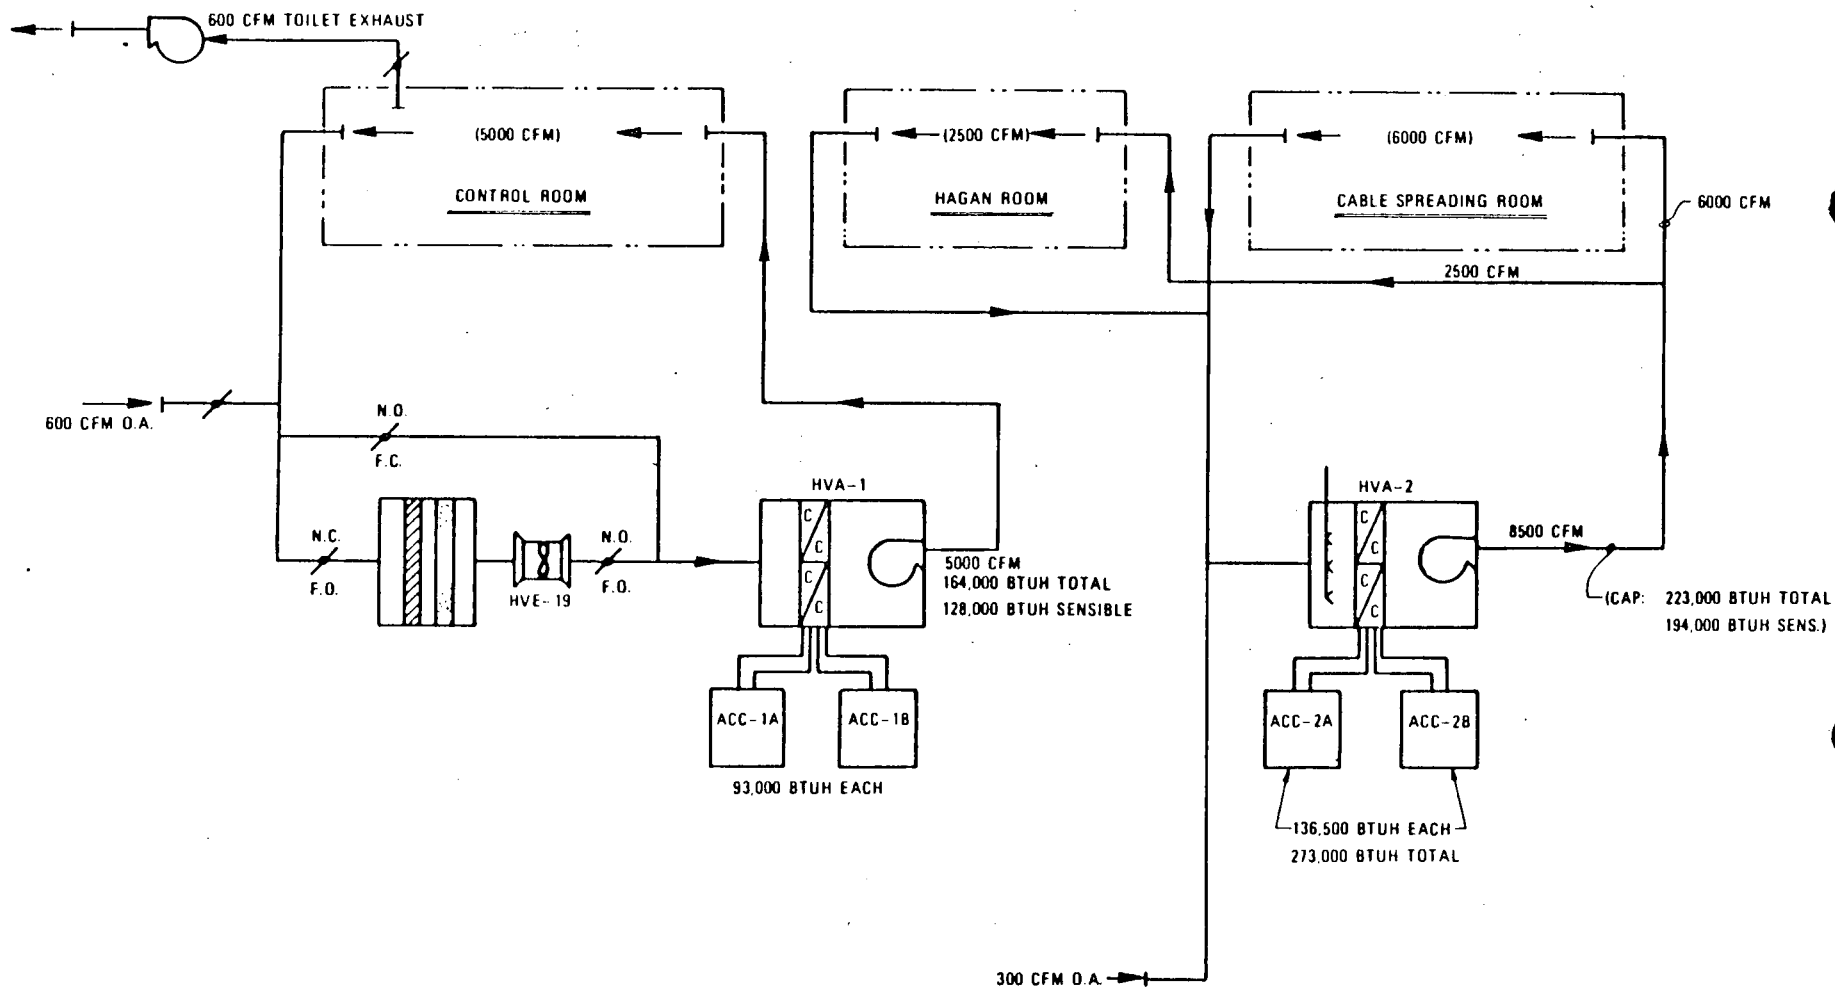 600 CFM TOILET EXHAUST
(5000 CFM)
CONTROL ROOM
(2500 CFM)
HAGAN ROOM
(6000 CFM)
CABLE SPREADING ROOM
6000 CFM
2500 CFM
600 CFM O.A.
N.O.
F.C.
N.C.
F.O.
HVE-19
N.O.
F.O.
HVA-1
C
C
C
C
5000 CFM
164,000 BTUH TOTAL
128,000 BTUH SENSIBLE
ACC-1A
ACC-1B
93,000 BTUH EACH
HVA-2
C
C
C
C
8500 CFM
(CAP: 223,000 BTUH TOTAL
194,000 BTUH SENS.)
ACC-2A
ACC-2B
136,500 BTUH EACH
273,000 BTUH TOTAL
300 CFM O.A.